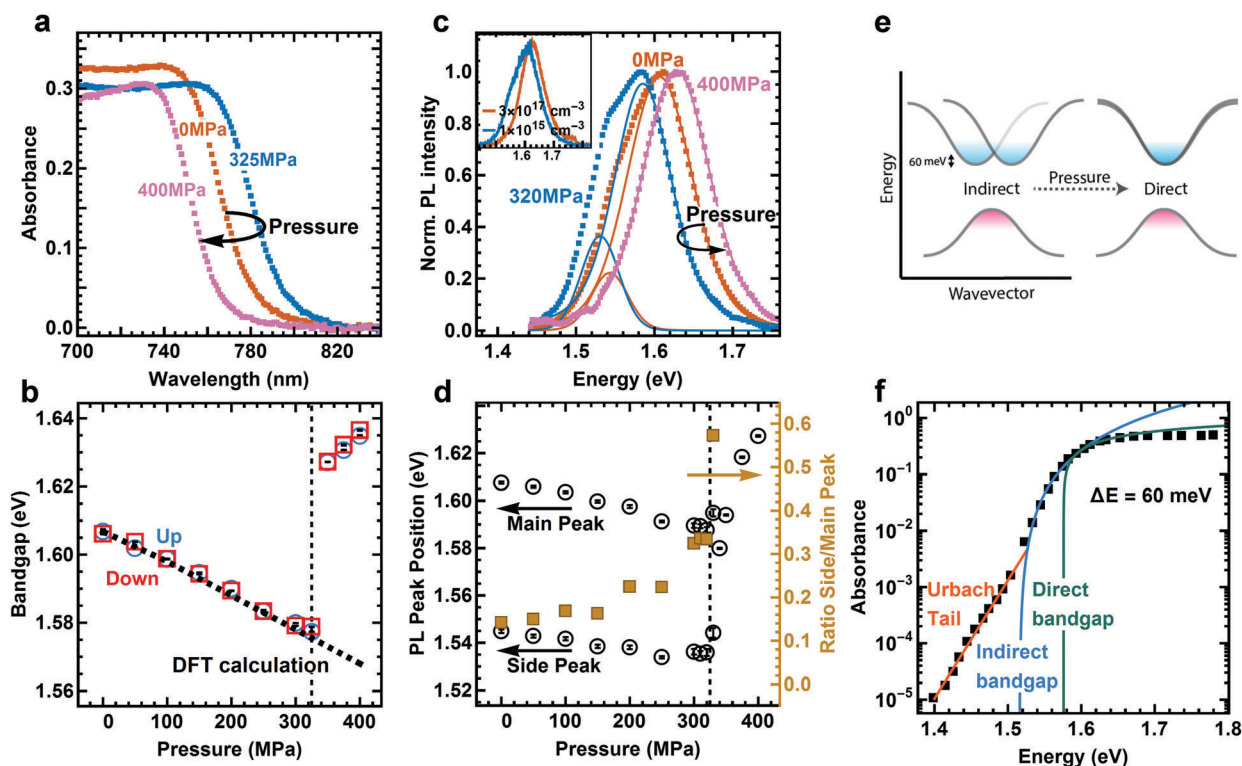 a
0.3
0.2
0.1
0.0
Absorbance
0MPa
325MPa
400MPa
Pressure
700
740
780
820
Wavelength (nm)
c
1.0
0.8
0.6
0.4
0.2
0.0
Norm. PL intensity
3×10¹⁷ cm⁻³
1×10¹⁵ cm⁻³
1.6
1.7
0MPa
400MPa
320MPa
Pressure
1.4
1.5
1.6
1.7
Energy (eV)
e
Energy
60 meV
Indirect
Pressure
Direct
Wavevector
b
1.64
1.62
1.60
1.58
1.56
Bandgap (eV)
Up
Down
DFT calculation
0
100
200
300
400
Pressure (MPa)
d
1.62
1.60
1.58
1.56
1.54
1.52
PL Peak Position (eV)
Main Peak
Side Peak
0.6
0.5
0.4
0.3
0.2
0.1
0.0
Ratio Side/Main Peak
0
100
200
300
400
Pressure (MPa)
f
10⁰
10⁻¹
10⁻²
10⁻³
10⁻⁴
10⁻⁵
Absorbance
ΔE = 60 meV
Urbach
Tail
Direct
bandgap
Indirect
bandgap
1.4
1.5
1.6
1.7
1.8
Energy (eV)